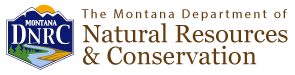 MONTANA
DNRC
The Montana Department of
Natural Resources
& Conservation